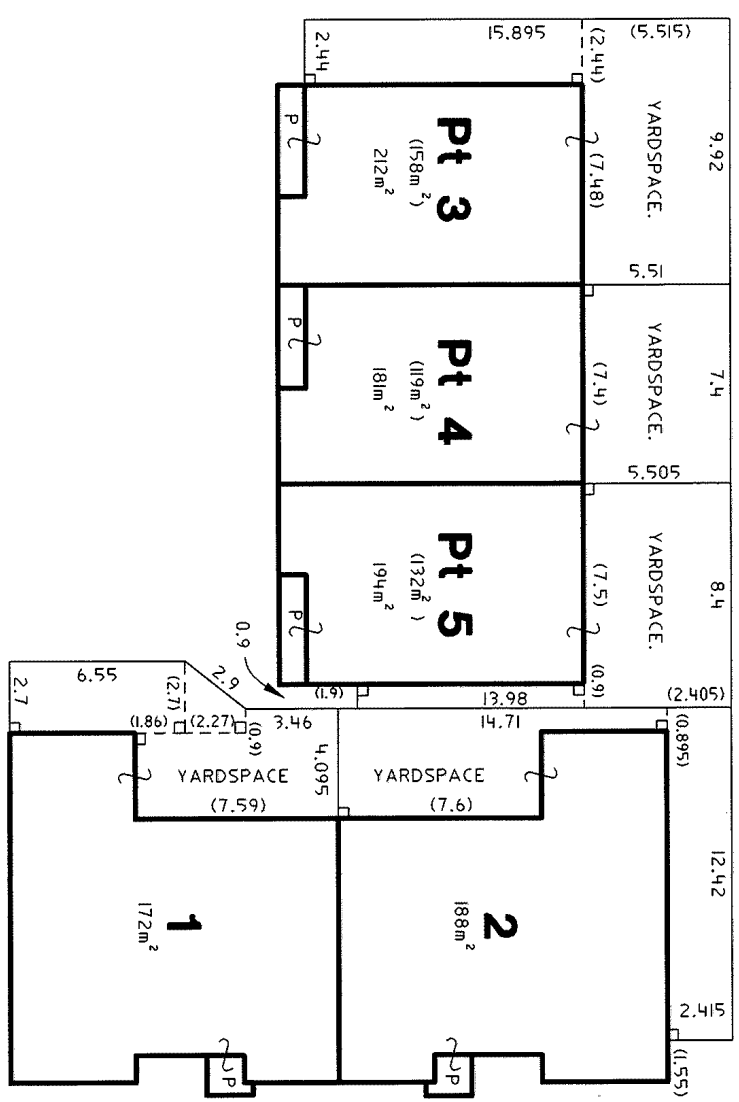 15.895
(5.515)
2.44
(2.44)
9.92
YARDSPACE.
P
Pt 3
(158m²)
212m²
(7.48)
5.51
P
Pt 4
(119m²)
181m²
(7.4)
YARDSPACE.
7.4
5.505
P
Pt 5
(132m²)
194m²
(7.5)
YARDSPACE.
8.4
0.9
(0.9)
(1.9)
13.98
(2.405)
6.55
2.9
2.7
(2.7)
(1.86)
(2.27)
(0.9)
3.46
14.71
(0.895)
4.095
YARDSPACE
(7.59)
YARDSPACE
(7.6)
12.42
1
172m²
2
188m²
2.415
(1.55)
P
P